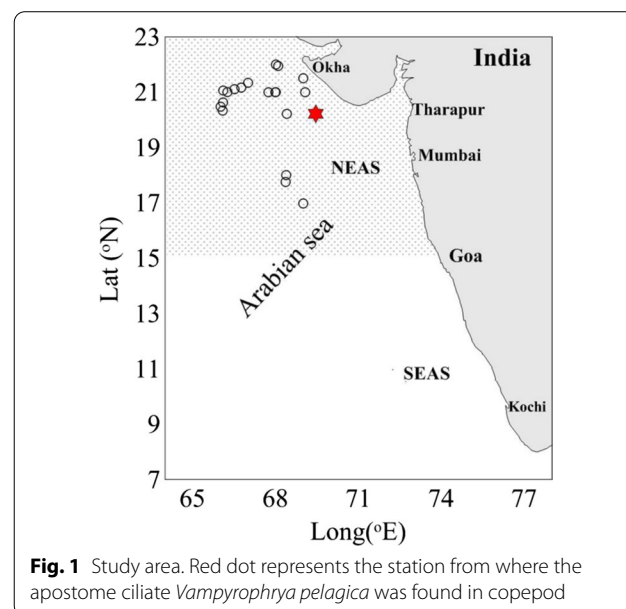 23
21
19
17
15
13
11
9
7
Lat (°N)
India
Okha
Tharapur
Mumbai
NEAS
Arabian sea
Goa
SEAS
Kochi
65 68 71 74 77
Long(°E)
Fig. 1 Study area. Red dot represents the station from where the
apostome ciliate Vampyrophrya pelagica was found in copepod